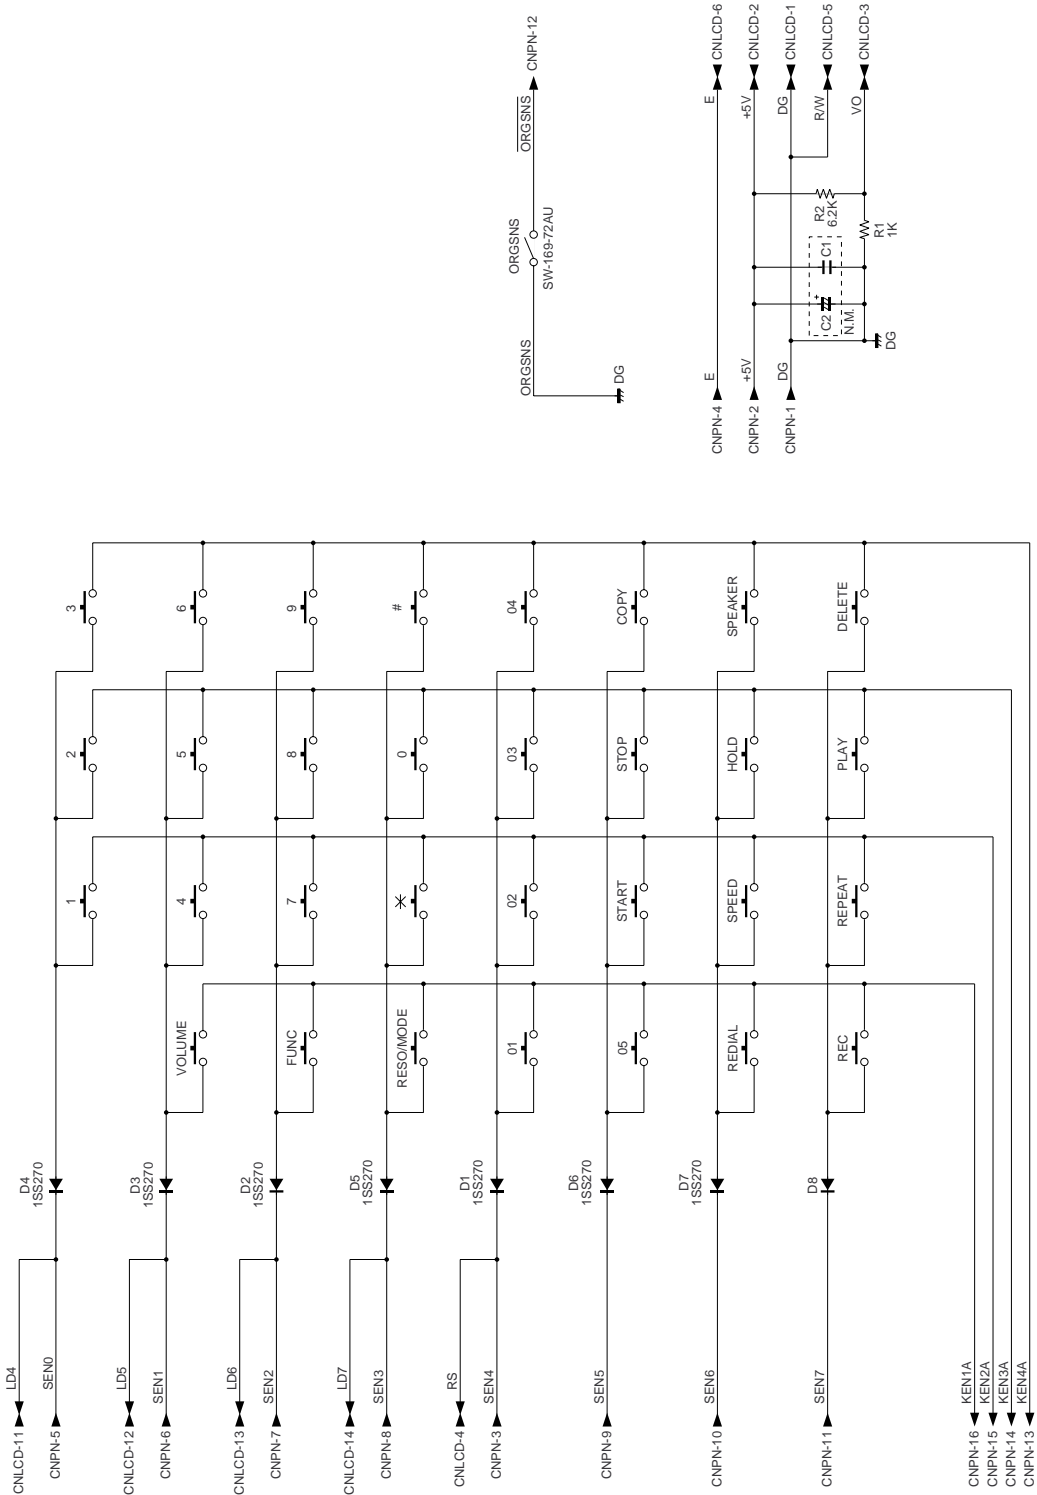 CNLCD-11
LD4
CNPN-5
SEN0
D4
1SS270
1
2
3
CNLCD-12
LD5
CNPN-6
SEN1
D3
1SS270
VOLUME
4
5
6
CNLCD-13
LD6
CNPN-7
SEN2
D2
1SS270
FUNC
7
8
9
CNLCD-14
LD7
CNPN-8
SEN3
D5
1SS270
RESO/MODE
*
0
#
CNLCD-4
RS
CNPN-3
SEN4
D1
1SS270
01
02
03
04
CNPN-9
SEN5
D6
1SS270
05
START
STOP
COPY
CNPN-10
SEN6
D7
1SS270
REDIAL
SPEED
HOLD
SPEAKER
CNPN-11
SEN7
D8
REC
REPEAT
PLAY
DELETE
CNPN-16
KEN1A
CNPN-15
KEN2A
CNPN-14
KEN3A
CNPN-13
KEN4A
ORGSNS
ORGSNS
SW-169-72AU
ORGSNS
CNPN-12
DG
CNPN-4
E
E
CNLCD-6
CNPN-2
+5V
+5V
CNLCD-2
CNPN-1
DG
DG
CNLCD-1
R/W
CNLCD-5
VO
CNLCD-3
C2
+
C1
N.M.
R2
6.2K
R1
1K
DG